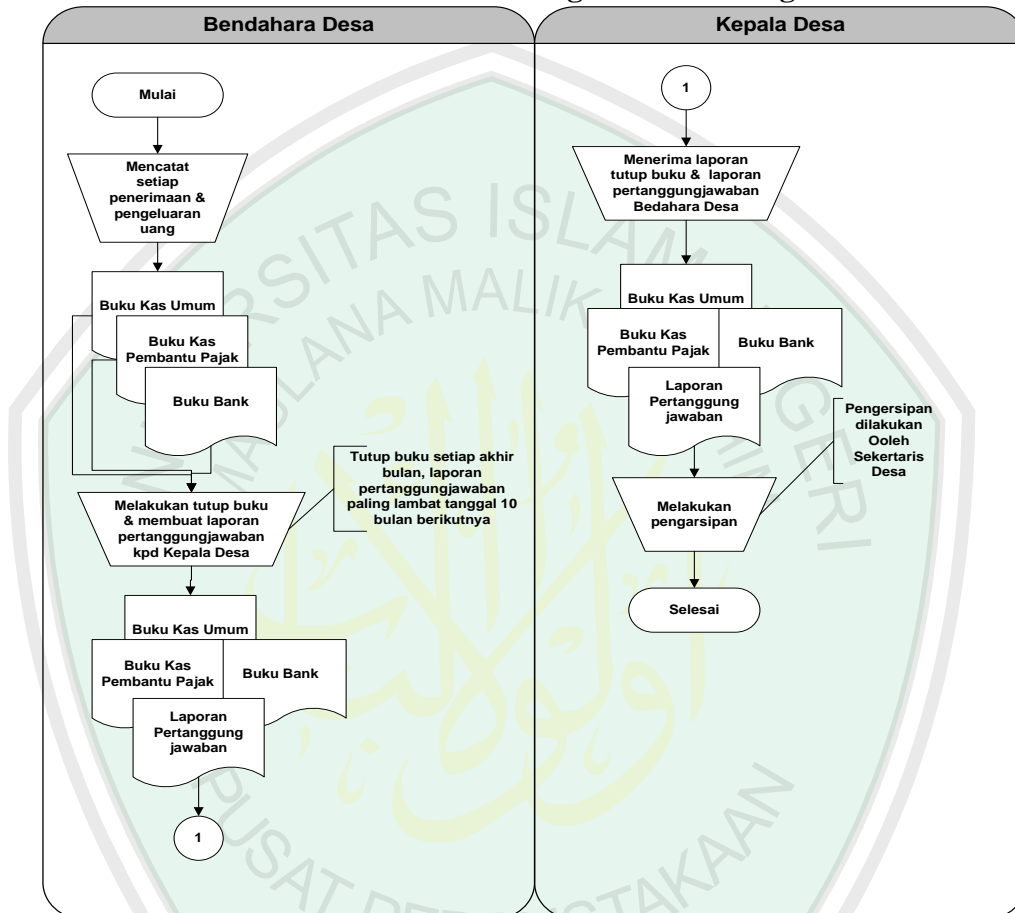 Bendahara Desa
Mulai
Mencatat
setiap
penerimaan &
pengeluaran
uang
Buku Kas Umum
Buku Kas
Pembantu Pajak
Buku Bank
Tutup buku setiap akhir
bulan, laporan
pertanggungjawaban
paling lambat tanggal 10
bulan berikutnya
Melakukan tutup buku
& membuat laporan
pertanggungjawaban
kpd Kepala Desa
Buku Kas Umum
Buku Kas
Pembantu Pajak
Buku Bank
Laporan
Pertanggung
jawaban
1
Kepala Desa
1
Menerima laporan
tutup buku & laporan
pertanggungjawaban
Bedahara Desa
Buku Kas Umum
Buku Kas
Pembantu Pajak
Buku Bank
Laporan
Pertanggung
jawaban
Pengersipan
dilakukan
Ooleh
Sekertaris
Desa
Melakukan
pengarsipan
Selesai
ISLAM
MALIK
PUSAT